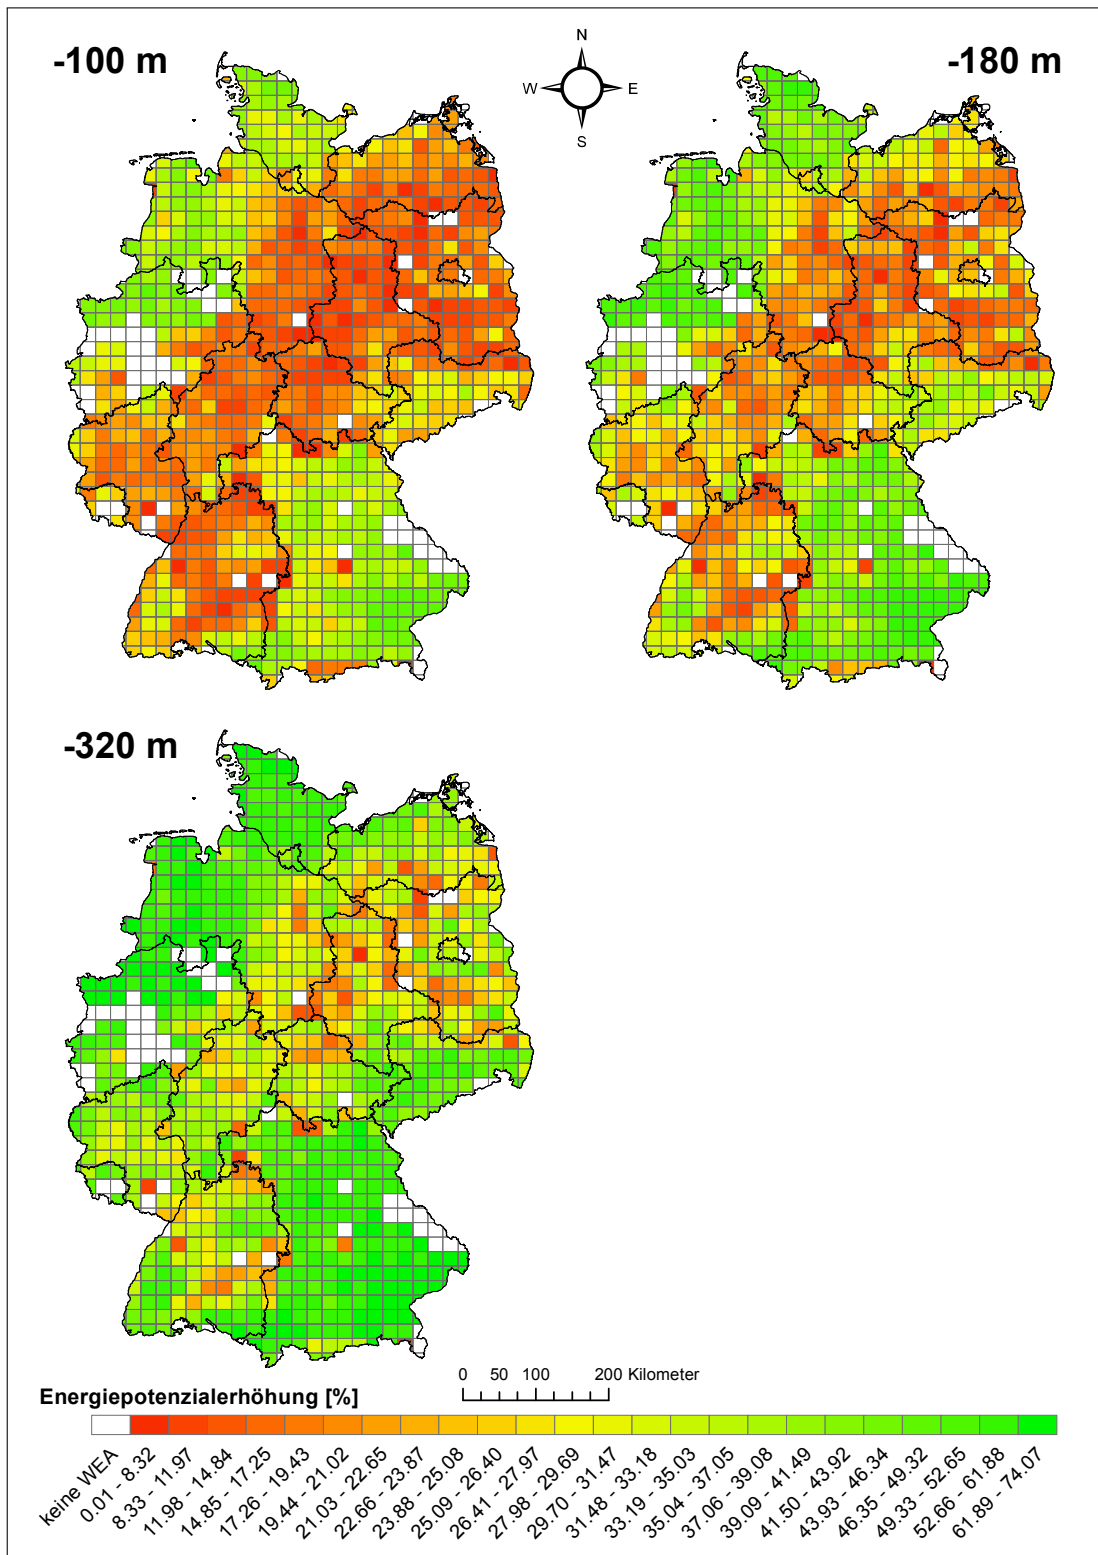 -100 m
N
W E
S
-180 m
-320 m
0 50 100 200 Kilometer
Energiepotenzialerhöhung [%]
keine WEA
0.01 - 8.32
8.33 - 11.97
11.98 - 14.84
14.85 - 17.25
17.26 - 19.43
19.44 - 21.02
21.03 - 22.65
22.66 - 23.87
23.88 - 25.08
25.09 - 26.40
26.41 - 27.97
27.98 - 29.69
29.70 - 31.47
31.48 - 33.18
33.19 - 35.03
35.04 - 37.05
37.06 - 39.08
39.09 - 41.49
41.50 - 43.92
43.93 - 46.34
46.35 - 49.32
49.33 - 52.65
52.66 - 61.88
61.89 - 74.07